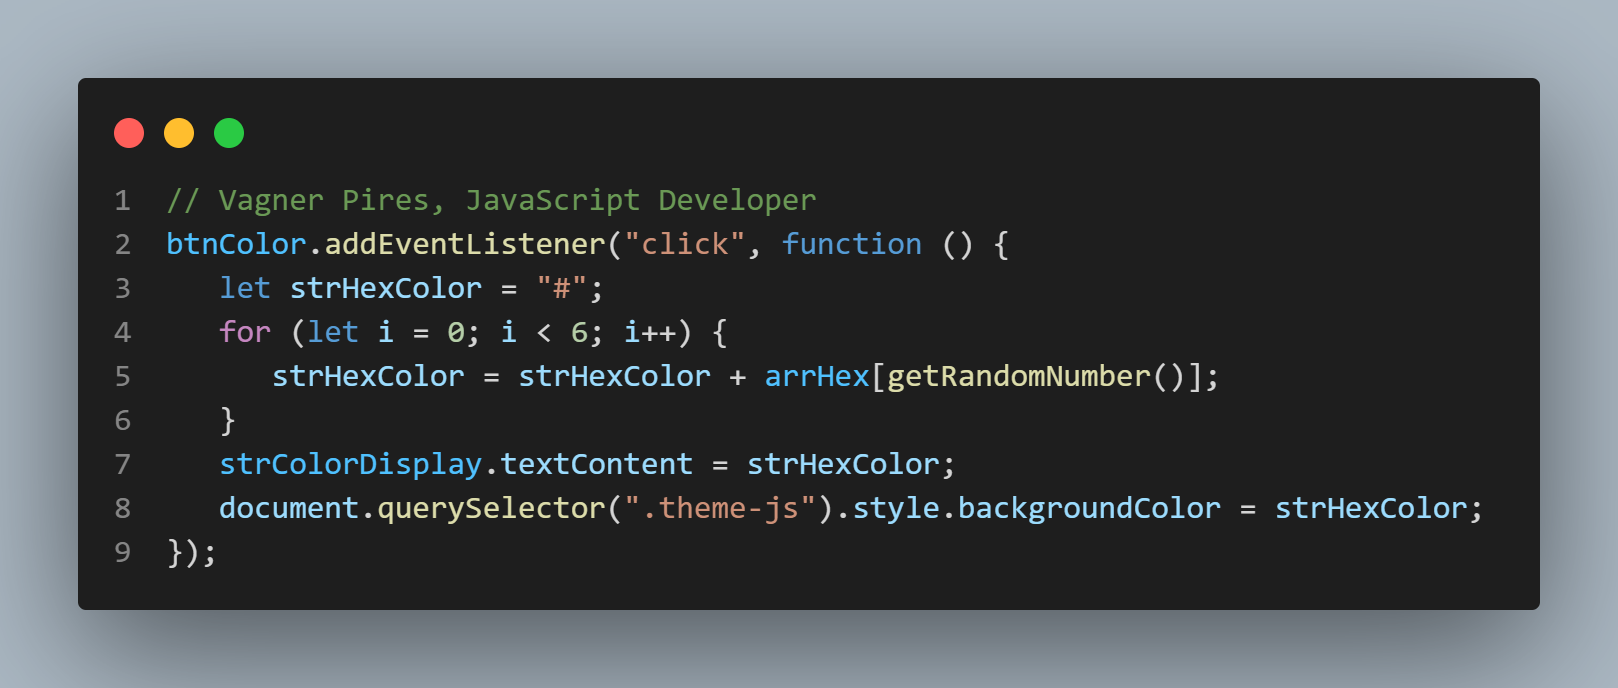 1 // Vagner Pires, JavaScript Developer
2 btnColor.addEventListener("click", function () {
3    let strHexColor = "#";
4    for (let i = 0; i < 6; i++) {
5       strHexColor = strHexColor + arrHex[getRandomNumber()];
6    }
7    strColorDisplay.textContent = strHexColor;
8    document.querySelector(".theme-js").style.backgroundColor = strHexColor;
9 });